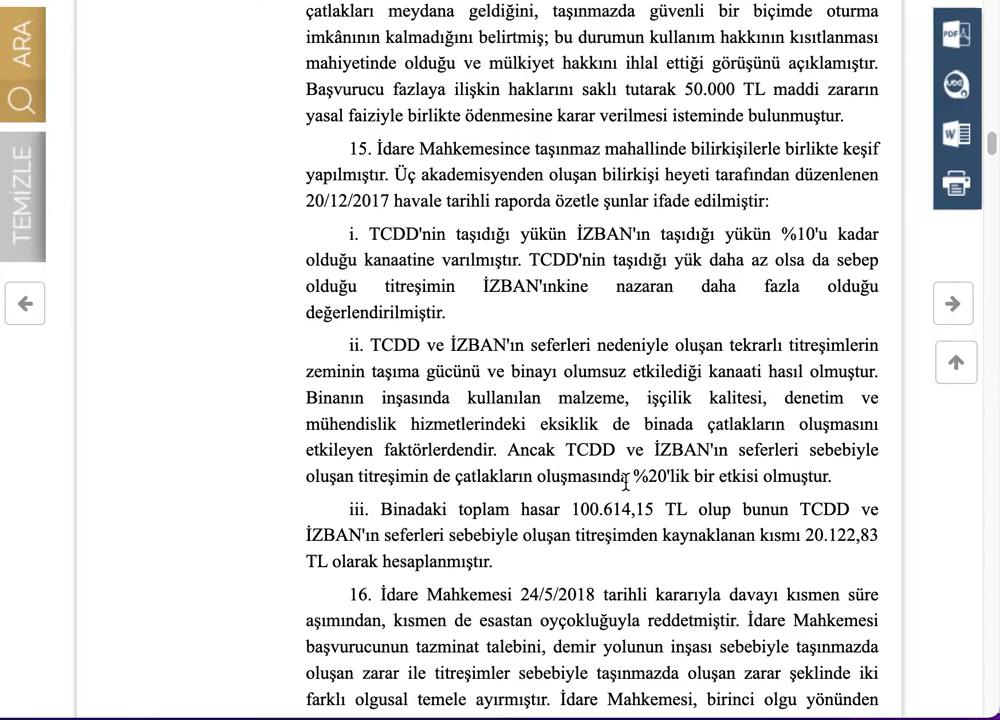 ARA
TEMİZLE
çatlakları meydana geldiğini, taşınmazda güvenli bir biçimde oturma
imkânının kalmadığını belirtmiş; bu durumun kullanım hakkının kısıtlanması
mahiyetinde olduğu ve mülkiyet hakkını ihlal ettiği görüşünü açıklamıştır.
Başvurucu fazlaya ilişkin haklarını saklı tutarak 50.000 TL maddi zararın
yasal faiziyle birlikte ödenmesine karar verilmesi isteminde bulunmuştur.
15. İdare Mahkemesince taşınmaz mahallinde bilirkişilerle birlikte keşif
yapılmıştır. Üç akademisyenden oluşan bilirkişi heyeti tarafından düzenlenen
20/12/2017 havale tarihli raporda özetle şunlar ifade edilmiştir:
i. TCDD'nin taşıdığı yükün İZBAN'ın taşıdığı yükün %10'u kadar
olduğu kanaatine varılmıştır. TCDD'nin taşıdığı yük daha az olsa da sebep
olduğu titreşimin İZBAN'ınkine nazaran daha fazla olduğu
değerlendirilmiştir.
ii. TCDD ve İZBAN'ın seferleri nedeniyle oluşan tekrarlı titreşimlerin
zeminin taşıma gücünü ve binayı olumsuz etkilediği kanaati hasıl olmuştur.
Binanın inşasında kullanılan malzeme, işçilik kalitesi, denetim ve
mühendislik hizmetlerindeki eksiklik de binada çatlakların oluşmasını
etkileyen faktörlerdendir. Ancak TCDD ve İZBAN'ın seferleri sebebiyle
oluşan titreşimin de çatlakların oluşmasında %20'lik bir etkisi olmuştur.
iii. Binadaki toplam hasar 100.614,15 TL olup bunun TCDD ve
İZBAN'ın seferleri sebebiyle oluşan titreşimden kaynaklanan kısmı 20.122,83
TL olarak hesaplanmıştır.
16. İdare Mahkemesi 24/5/2018 tarihli kararıyla davayı kısmen süre
aşımından, kısmen de esastan oyçokluğuyla reddetmiştir. İdare Mahkemesi
başvurucunun tazminat talebini, demir yolunun inşası sebebiyle taşınmazda
oluşan zarar ile titreşimler sebebiyle taşınmazda oluşan zarar şeklinde iki
farklı olgusal temele ayırmıştır. İdare Mahkemesi, birinci olgu yönünden
PDF
UDF
W